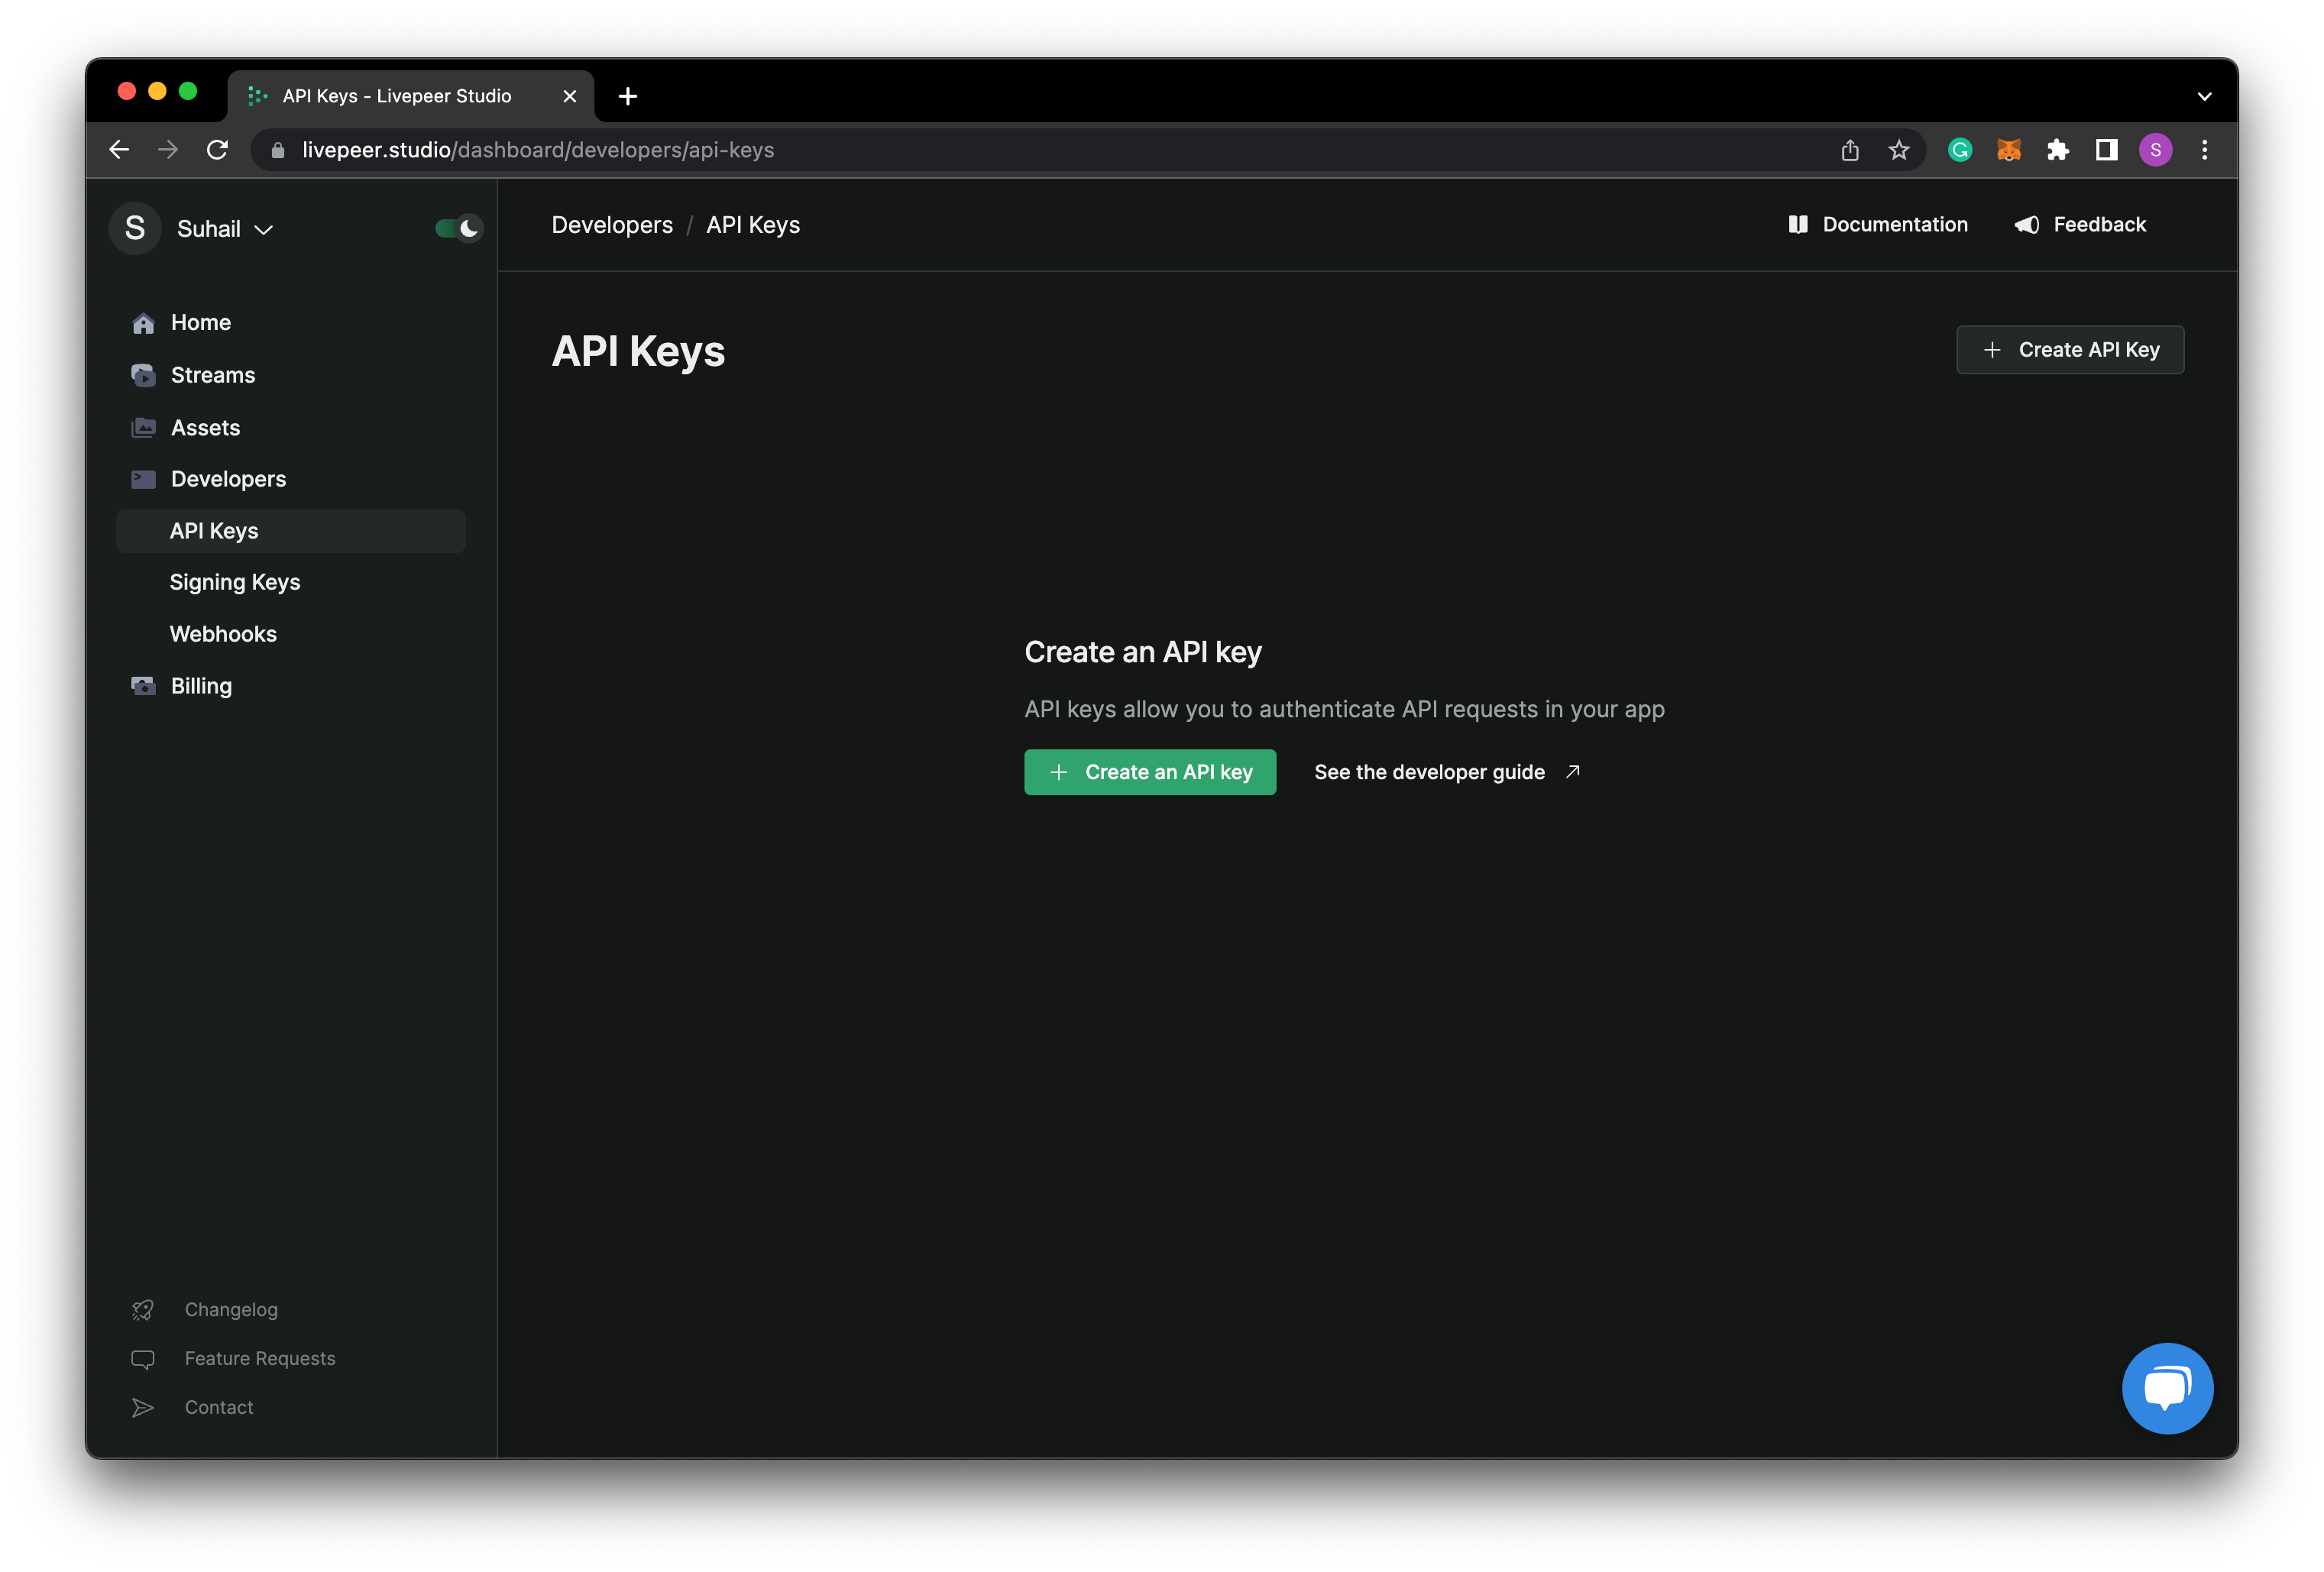 API Keys - Livepeer Studio
livepeer.studio/dashboard/developers/api-keys
S
S
Suhail
Developers / API Keys
Documentation
Feedback
Home
Streams
Assets
Developers
API Keys
Signing Keys
Webhooks
Billing
API Keys
+ Create API Key
Create an API key
API keys allow you to authenticate API requests in your app
+ Create an API key
See the developer guide
Changelog
Feature Requests
Contact